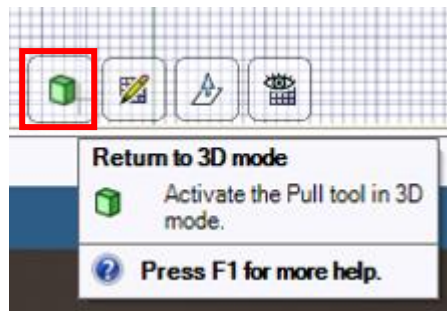 Return to 3D mode
Activate the Pull tool in 3D
mode.
Press F1 for more help.